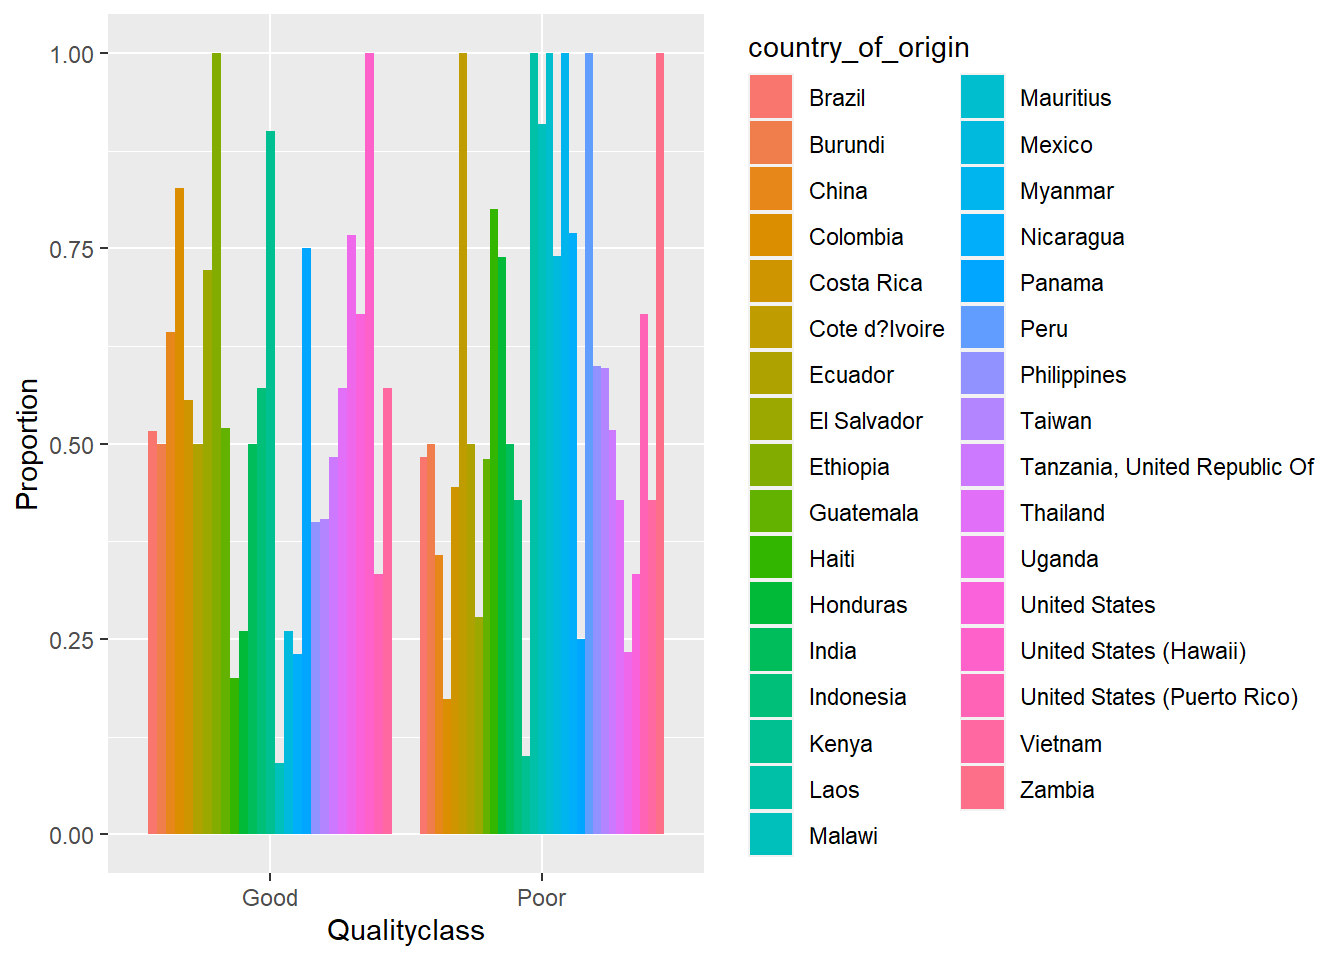 country_of_origin
Brazil
Burundi
China
Colombia
Costa Rica
Cote d?Ivoire
Ecuador
El Salvador
Ethiopia
Guatemala
Haiti
Honduras
India
Indonesia
Kenya
Laos
Malawi
Mauritius
Mexico
Myanmar
Nicaragua
Panama
Peru
Philippines
Taiwan
Tanzania, United Republic Of
Thailand
Uganda
United States
United States (Hawaii)
United States (Puerto Rico)
Vietnam
Zambia
Proportion
1.00
0.75
0.50
0.25
0.00
Good
Poor
Qualityclass